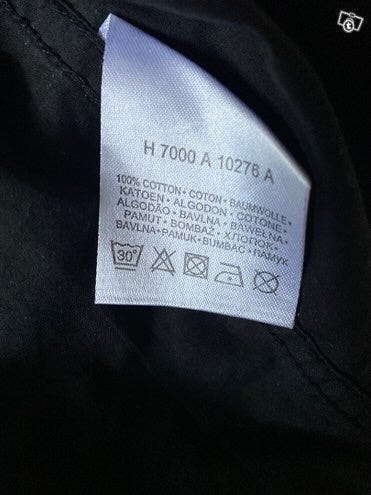 H 7000 A 10276 A
100% COTTON • COTON • BAUMWOLLE
KATOEN • ALGODON • COTONE •
ALGODÃO • BAVLNA • BAWEŁNA •
PAMUT • BOMBAŽ • ХЛОПОК •
BAVLNA • PAMUK • BUMBAC • ПАМУК
30°